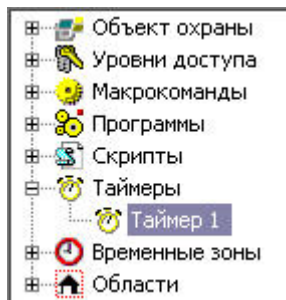 Объект охраны
Уровни доступа
Макрокоманды
Программы
Скрипты
Таймеры
Таймер 1
Временные зоны
Области